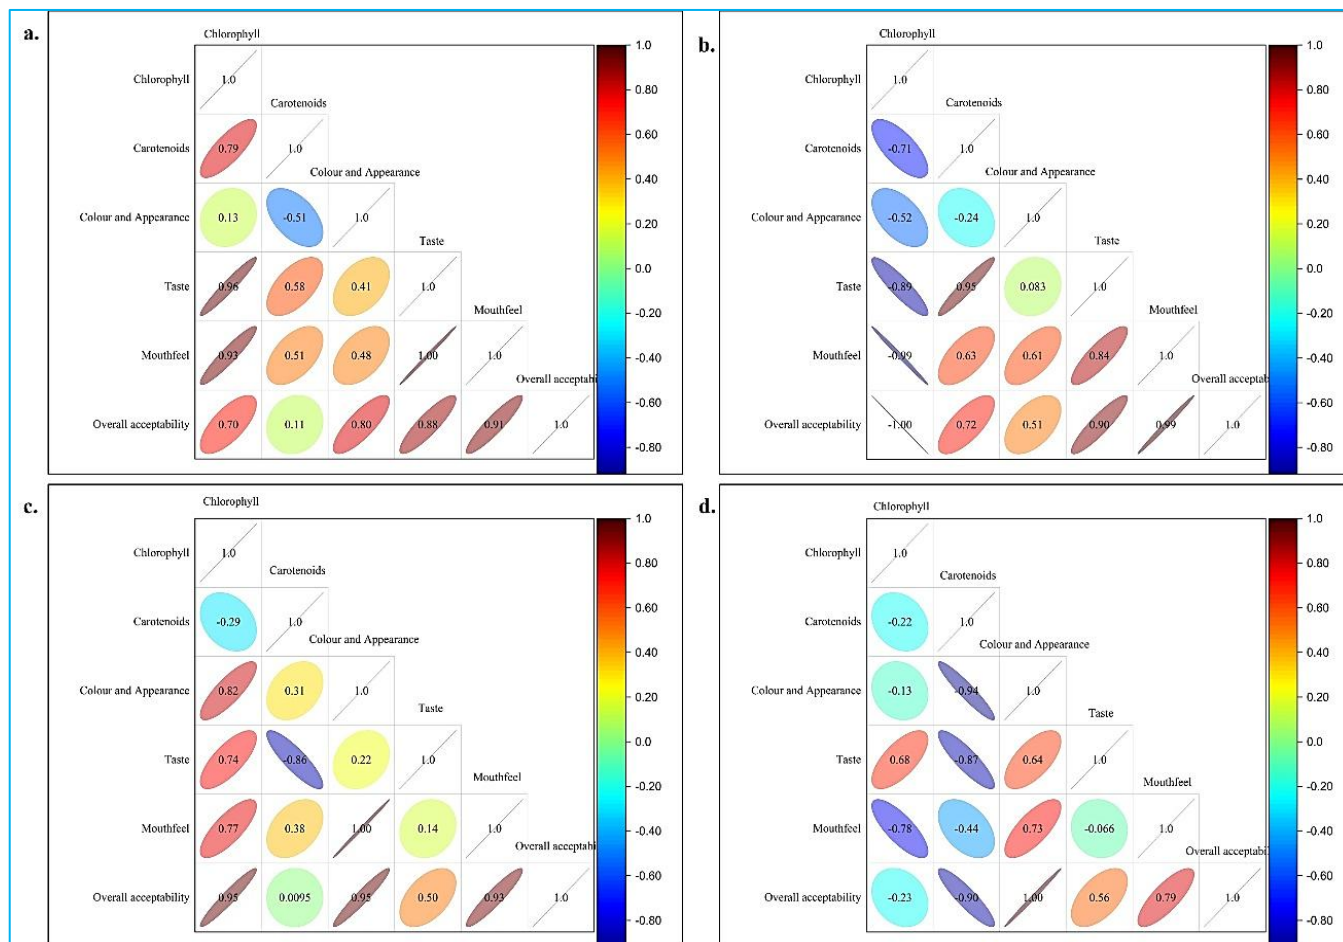 a.
Chlorophyll
1.0
Chlorophyll 1.0
0.80
Carotenoids
Carotenoids 0.79 1.0
0.60
Colour and Appearance
0.40
Colour and Appearance 0.13 -0.51 1.0
0.20
Taste
0.0
Taste 0.96 0.58 0.41 1.0
-0.20
Mouthfeel
Mouthfeel 0.93 0.51 0.48 1.00 1.0
-0.40
Overall acceptabi
-0.60
Overall acceptability 0.70 0.11 0.80 0.88 0.91 1.0
-0.80
b.
Chlorophyll
1.0
Chlorophyll 1.0
0.80
Carotenoids
Carotenoids -0.71 1.0
0.60
Colour and Appearance
0.40
Colour and Appearance -0.52 -0.24 1.0
0.20
Taste
0.0
Taste -0.89 0.95 0.083 1.0
-0.20
Mouthfeel
Mouthfeel -0.99 0.63 0.61 0.84 1.0
-0.40
Overall acceptabi
-0.60
Overall acceptability -1.00 0.72 0.51 0.90 0.99 1.0
-0.80
c.
Chlorophyll
1.0
Chlorophyll 1.0
0.80
Carotenoids
Carotenoids -0.29 1.0
0.60
Colour and Appearance
0.40
Colour and Appearance 0.82 0.31 1.0
0.20
Taste
0.0
Taste 0.74 -0.86 0.22 1.0
-0.20
Mouthfeel
Mouthfeel 0.77 0.38 1.00 0.14 1.0
-0.40
Overall acceptabi
-0.60
Overall acceptability 0.95 0.0095 0.95 0.50 0.93 1.0
-0.80
d.
Chlorophyll
1.0
Chlorophyll 1.0
0.80
Carotenoids
Carotenoids -0.22 1.0
0.60
Colour and Appearance
0.40
Colour and Appearance -0.13 -0.94 1.0
0.20
Taste
0.0
Taste 0.68 -0.87 0.64 1.0
-0.20
Mouthfeel
Mouthfeel -0.78 -0.44 0.73 -0.066 1.0
-0.40
Overall acceptabi
-0.60
Overall acceptability -0.23 -0.90 1.00 0.56 0.79 1.0
-0.80